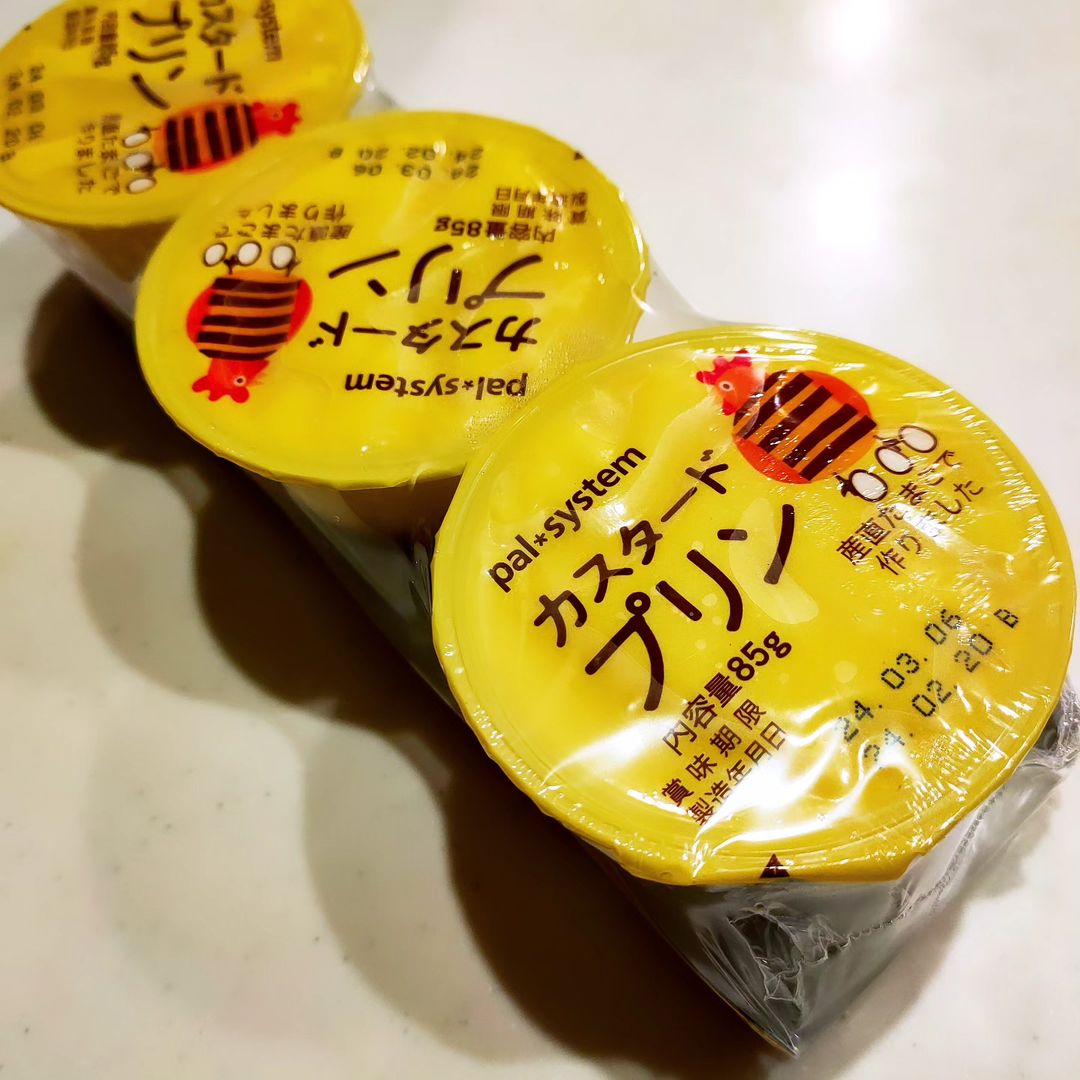 pal*system
カスタード
プリン
産直たまごで
作りました
内容量85g
賞味期限
製造年月日
24. 03. 06
24. 02 20 B
pal*system
カスタード
プリン
産直たまごで
作りました
内容量85g
賞味期限
製造年月日
24. 03. 06
24. 02 20 B
system
カスタード
プリン
産直たまごで
作りました